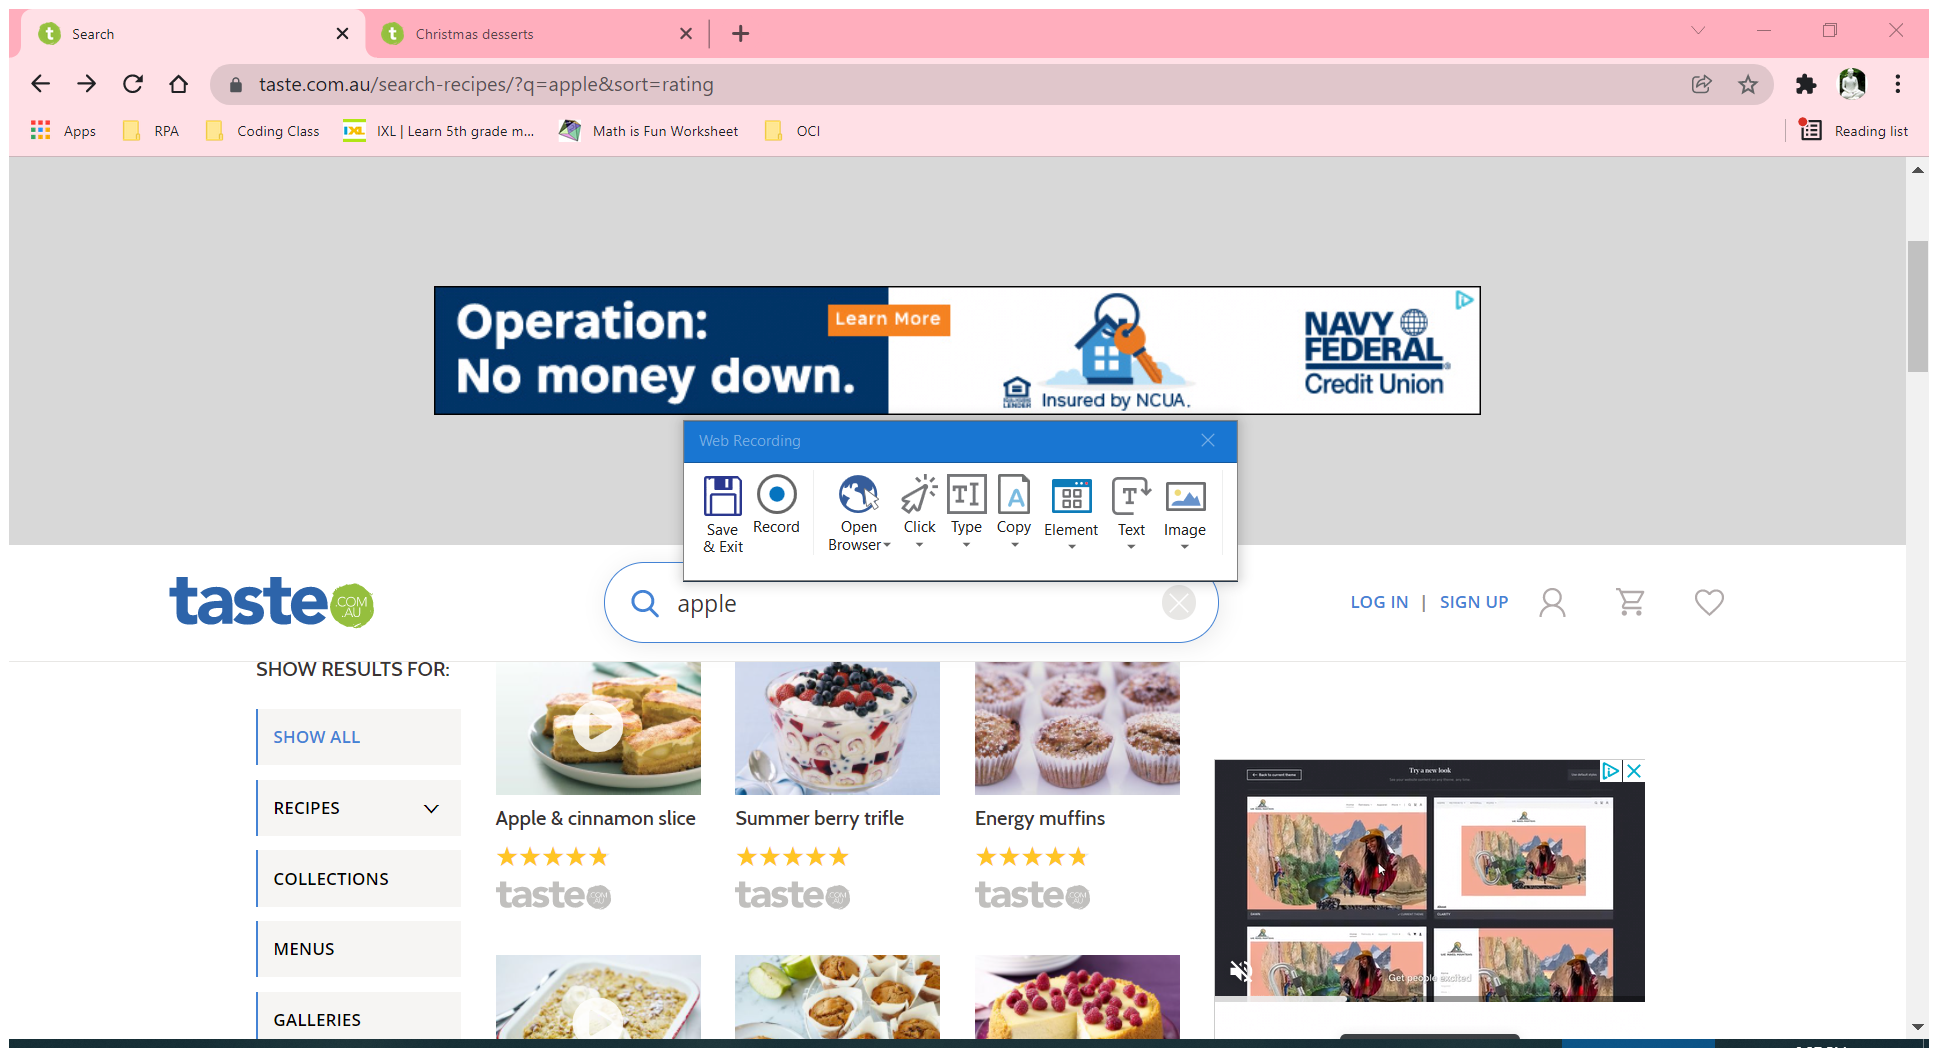 Search
Christmas desserts
taste.com.au/search-recipes/?q=apple&sort=rating
Apps
RPA
Coding Class
IXL | Learn 5th grade m...
Math is Fun Worksheet
OCI
Reading list
Operation:
No money down.
Learn More
Insured by NCUA.
NAVY
FEDERAL
Credit Union
Web Recording
Save
& Exit
Record
Open
Browser
Click
Type
Copy
Element
Text
Image
taste
.COM
.AU
apple
LOG IN | SIGN UP
SHOW RESULTS FOR:
SHOW ALL
RECIPES
COLLECTIONS
MENUS
GALLERIES
Apple & cinnamon slice
taste
Summer berry trifle
taste
Energy muffins
taste
Back to current theme
Try a new look
Get people excited